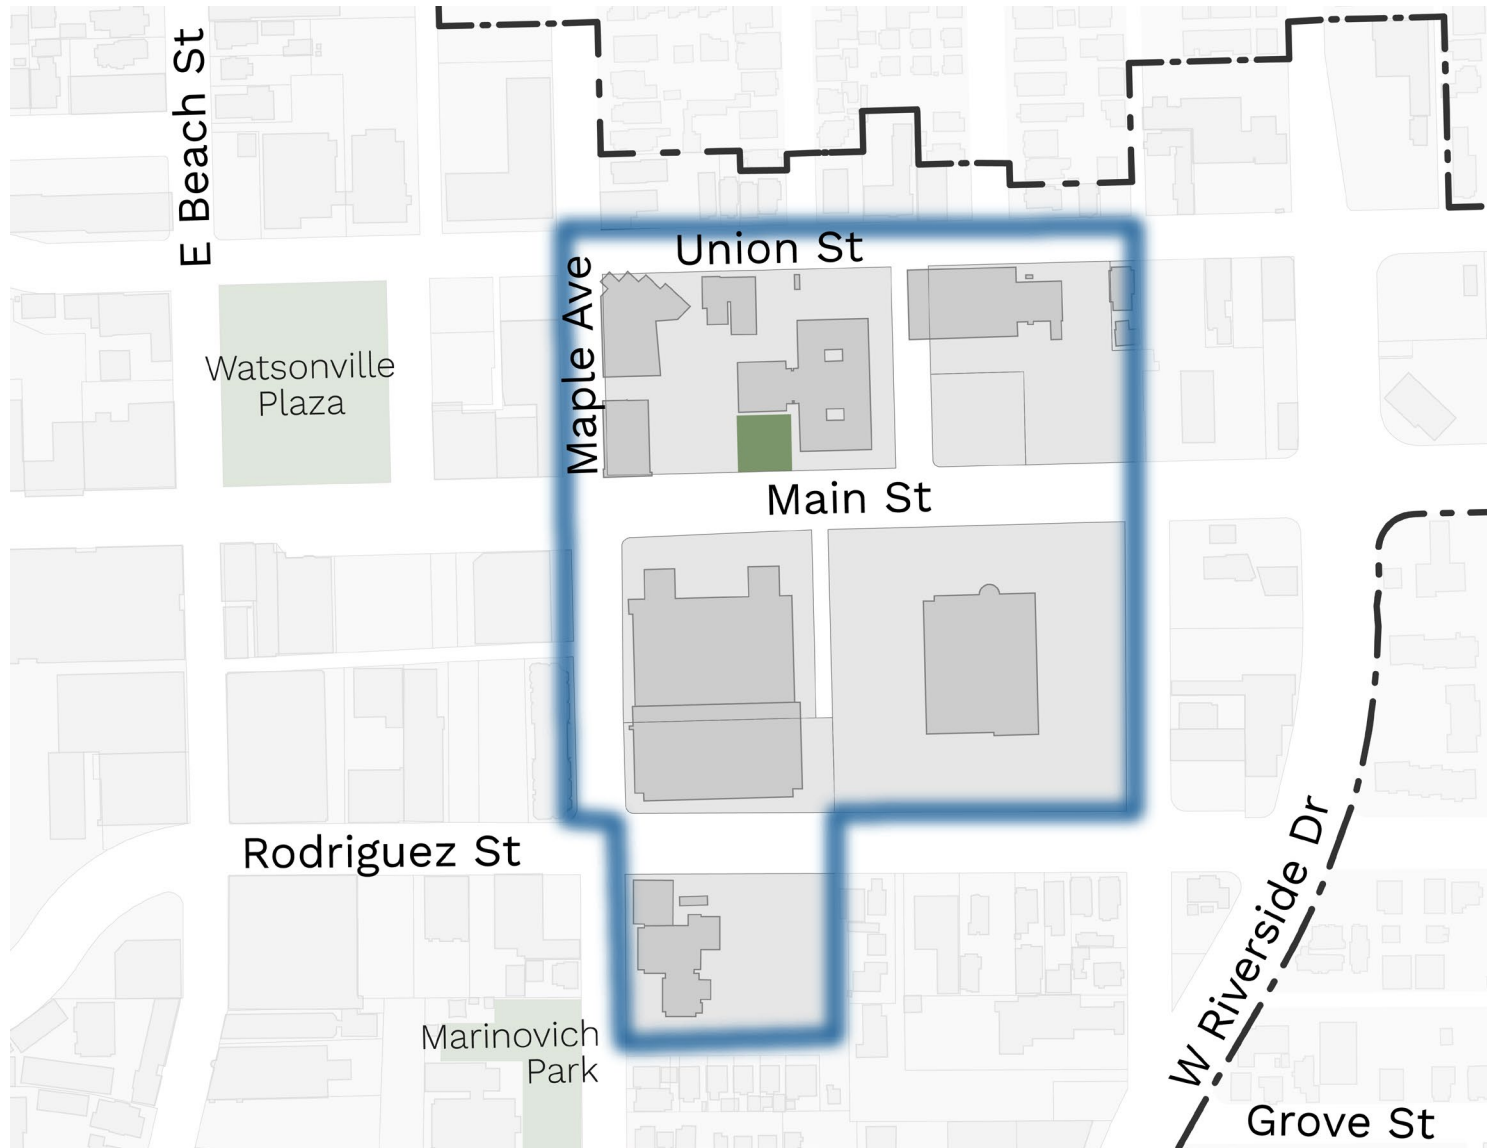 E Beach St
Union St
Maple Ave
Watsonville
Plaza
Main St
Rodriguez St
W Riverside Dr
Marinovich
Park
Grove St